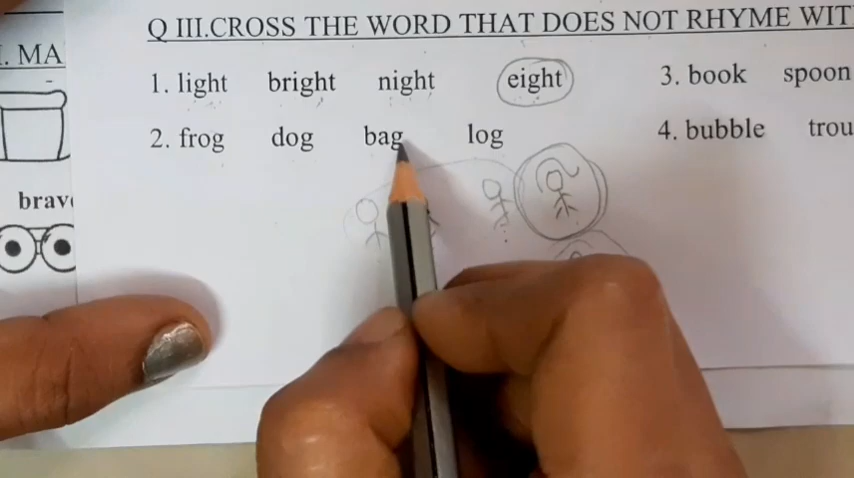 Q III.CROSS THE WORD THAT DOES NOT RHYME WIT
. MA
1. light bright night eight
3. book spoon
2. frog dog bag log
4. bubble trou
brav